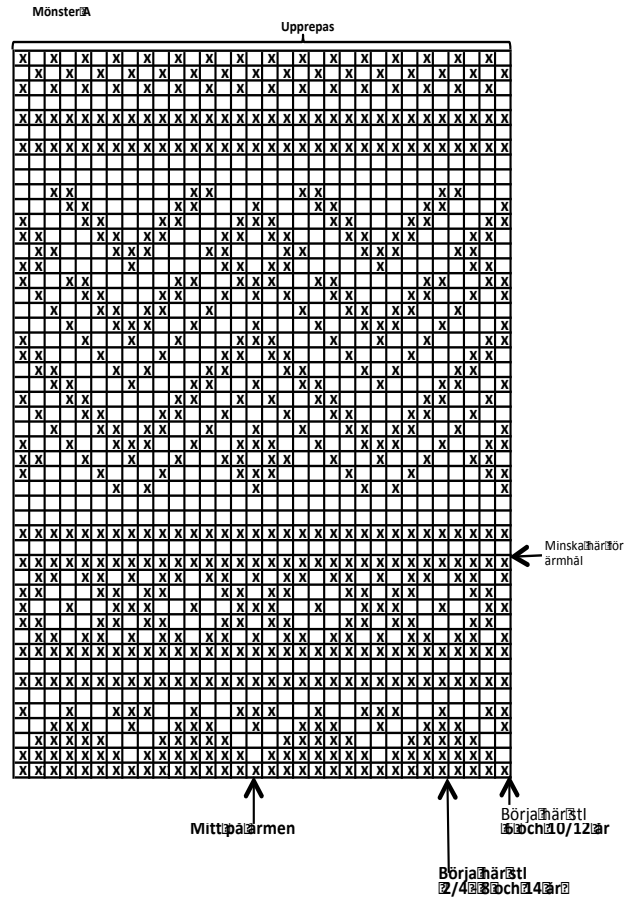 Mönster A
Upprepas
Minska här för
ärmhål
Mitt på ärmen
Börja här stl
6 och 10/12 år
Börja här stl
2/4 - 8 och 14 år